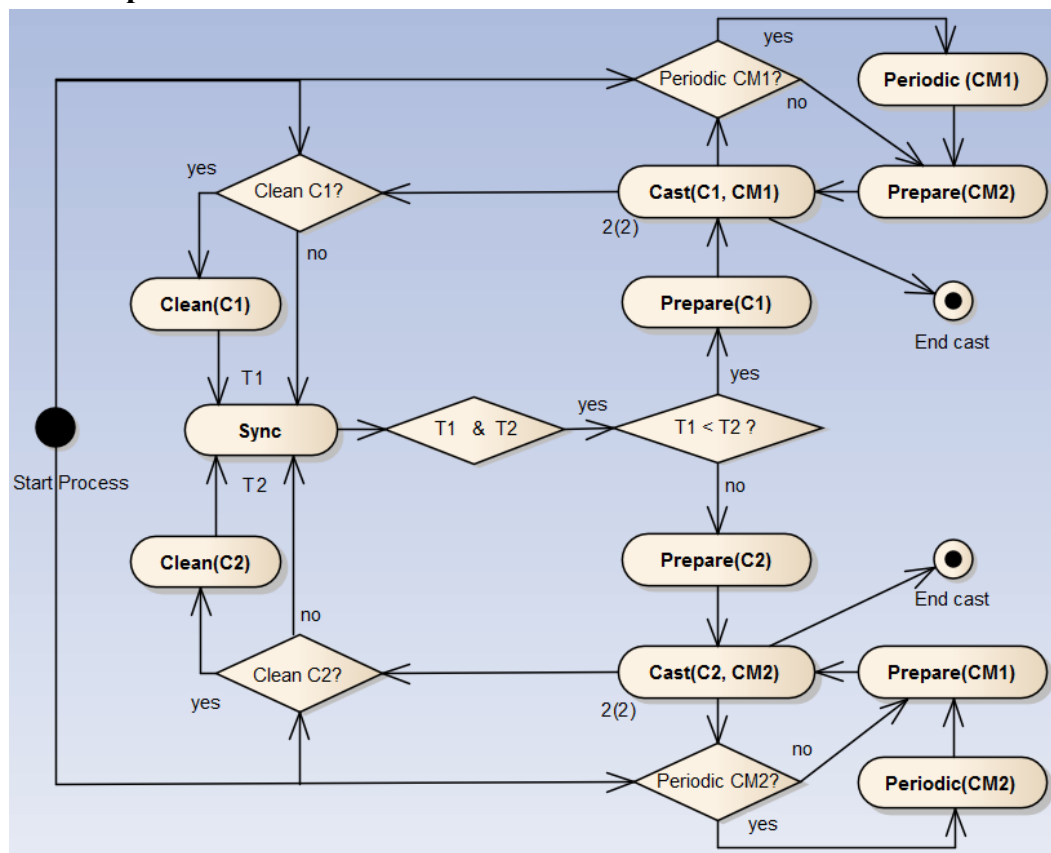 yes
Periodic CM1?
Periodic (CM1)
no
yes
Clean C1?
Cast(C1, CM1)
Prepare(CM2)
2(2)
no
Clean(C1)
Prepare(C1)
End cast
T1
yes
yes
Sync
T1 & T2
T1 < T2 ?
Start Process
T2
no
Clean(C2)
Prepare(C2)
End cast
no
Clean C2?
Cast(C2, CM2)
Prepare(CM1)
yes
2(2)
no
Periodic CM2?
Periodic(CM2)
yes